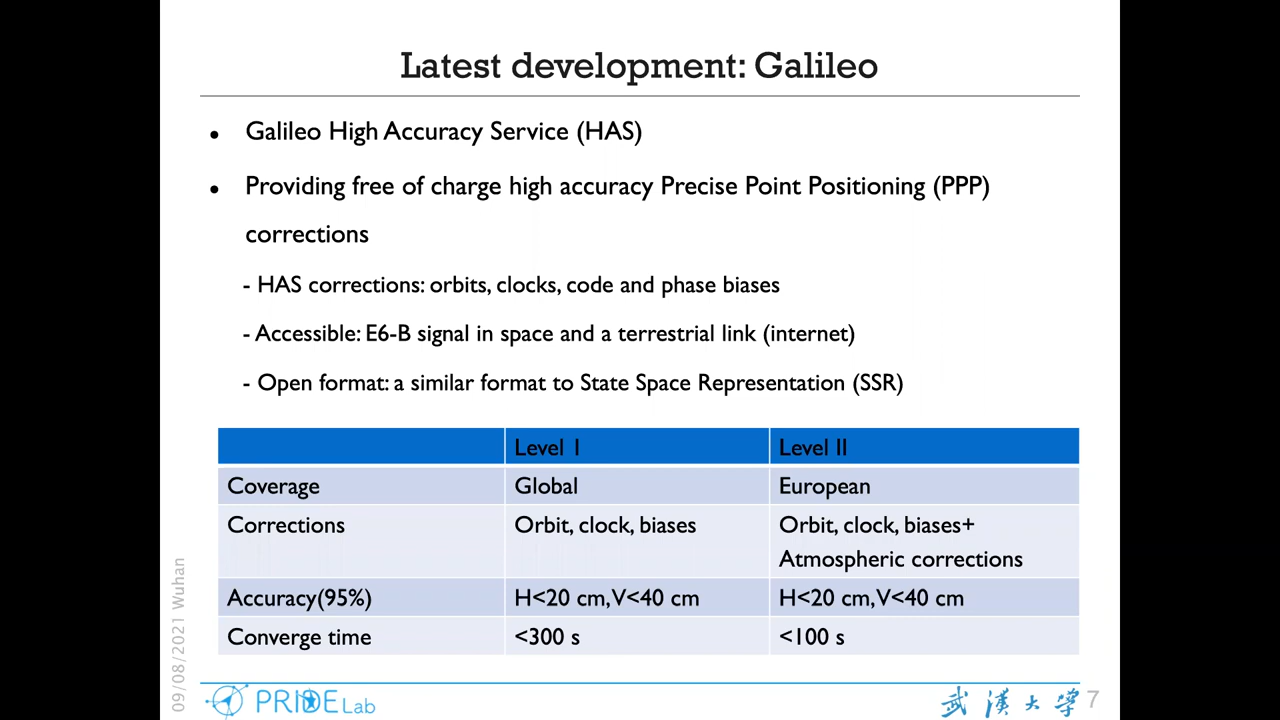 Latest development: Galileo
• Galileo High Accuracy Service (HAS)
• Providing free of charge high accuracy Precise Point Positioning (PPP)
corrections
- HAS corrections: orbits, clocks, code and phase biases
- Accessible: E6-B signal in space and a terrestrial link (internet)
- Open format: a similar format to State Space Representation (SSR)
Level I Level II
Coverage Global European
Corrections Orbit, clock, biases Orbit, clock, biases+
Atmospheric corrections
Accuracy(95%) H<20 cm,V<40 cm H<20 cm,V<40 cm
Converge time <300 s <100 s
09/08/2021 Wuhan
PRIDE Lab
武漢大学 7